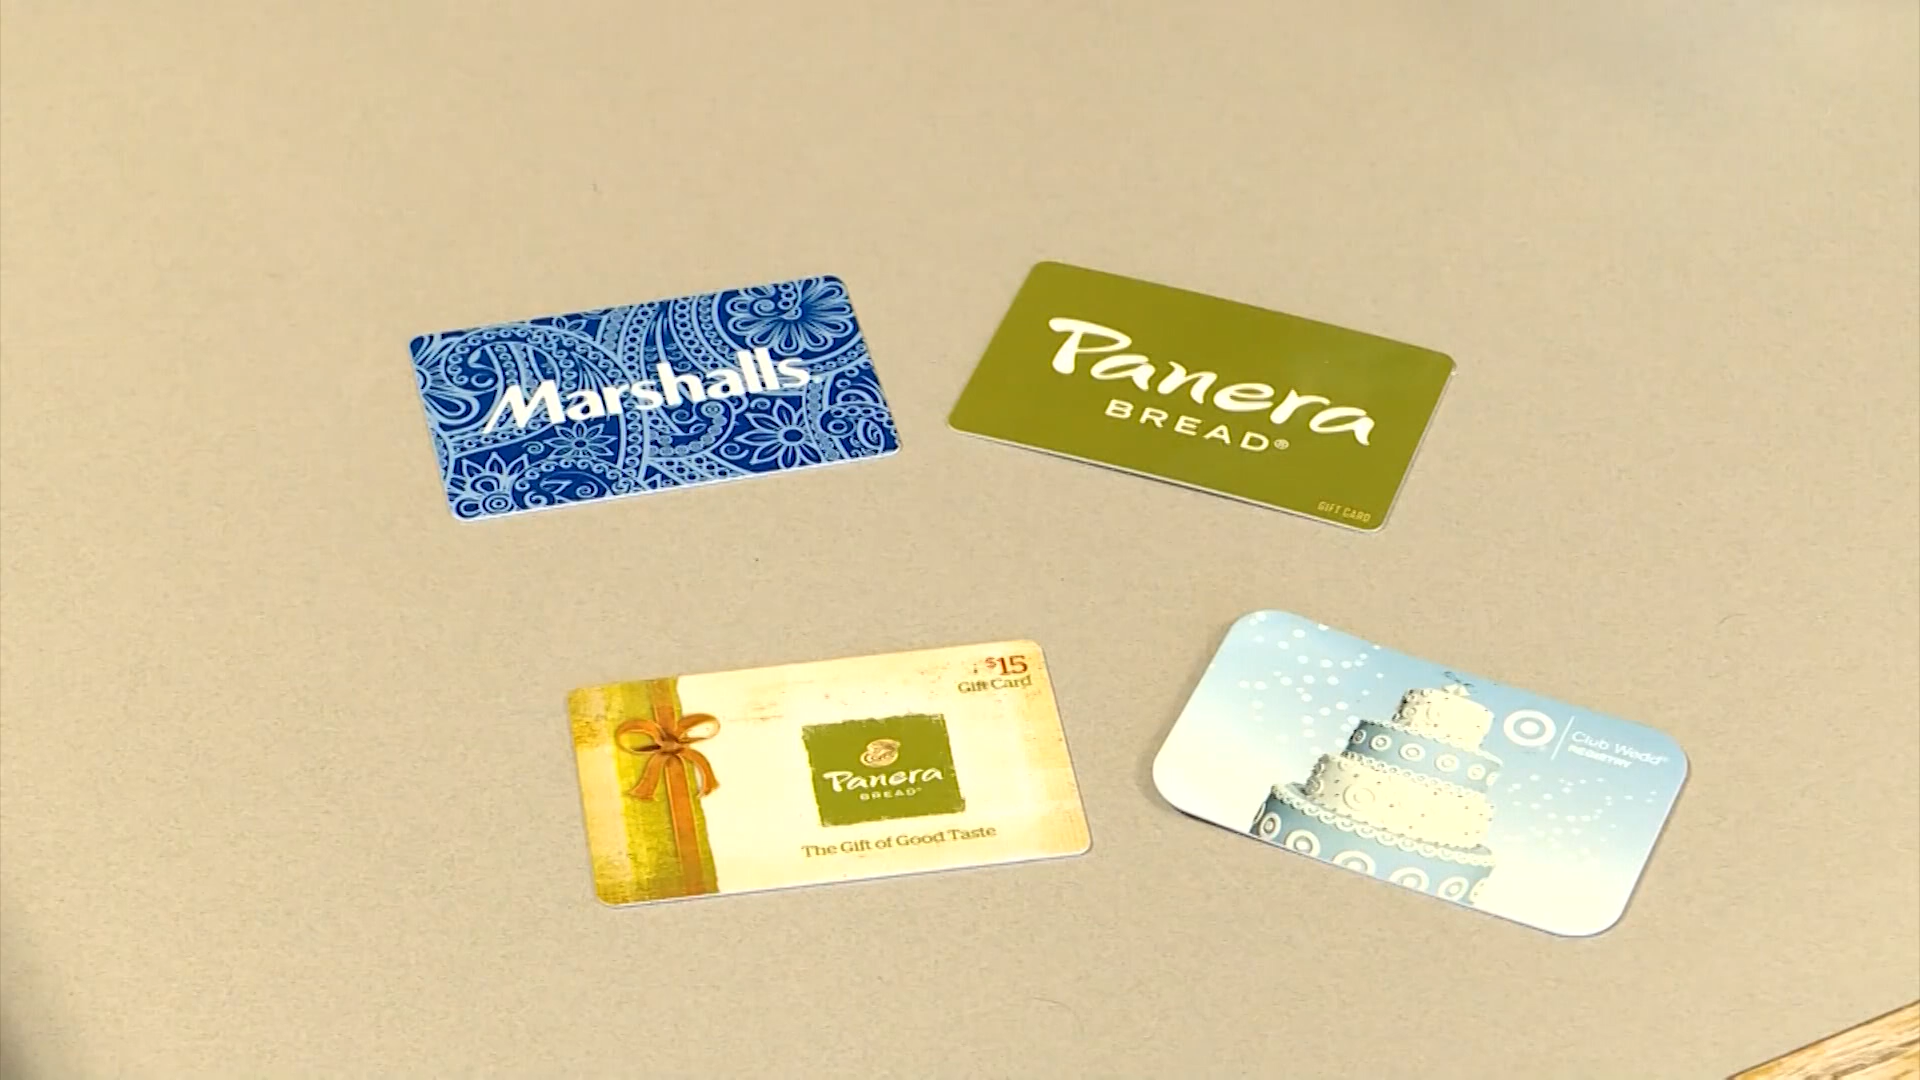 Marshalls.
Panera
BREAD®
GIFT CARD
$15
Gift Card
Panera
BREAD®
The Gift of Good Taste
Club Wedd®
REGISTRY